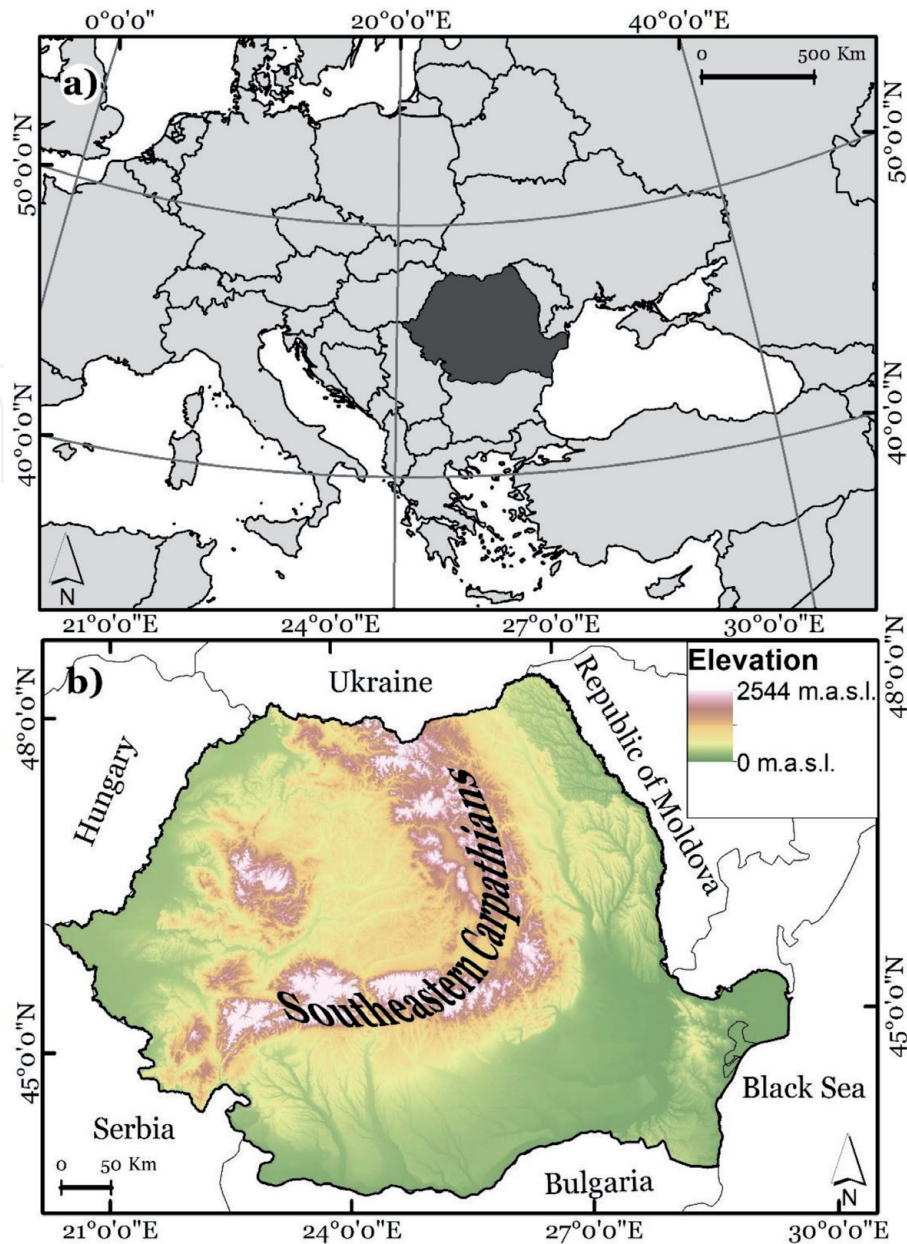 0°0'0" 20°0'0"E 40°0'0"E
a)
0 500 Km
50°0'0"N
50°0'0"N
40°0'0"N
40°0'0"N
N
21°0'0"E 24°0'0"E 27°0'0"E 30°0'0"E
b)
Ukraine
Republic of Moldova
Elevation
2544 m.a.s.l.
0 m.a.s.l.
48°0'0"N
48°0'0"N
Hungary
Southeastern Carpathians
45°0'0"N
45°0'0"N
Black Sea
Serbia
0 50 Km
Bulgaria
N
21°0'0"E 24°0'0"E 27°0'0"E 30°0'0"E